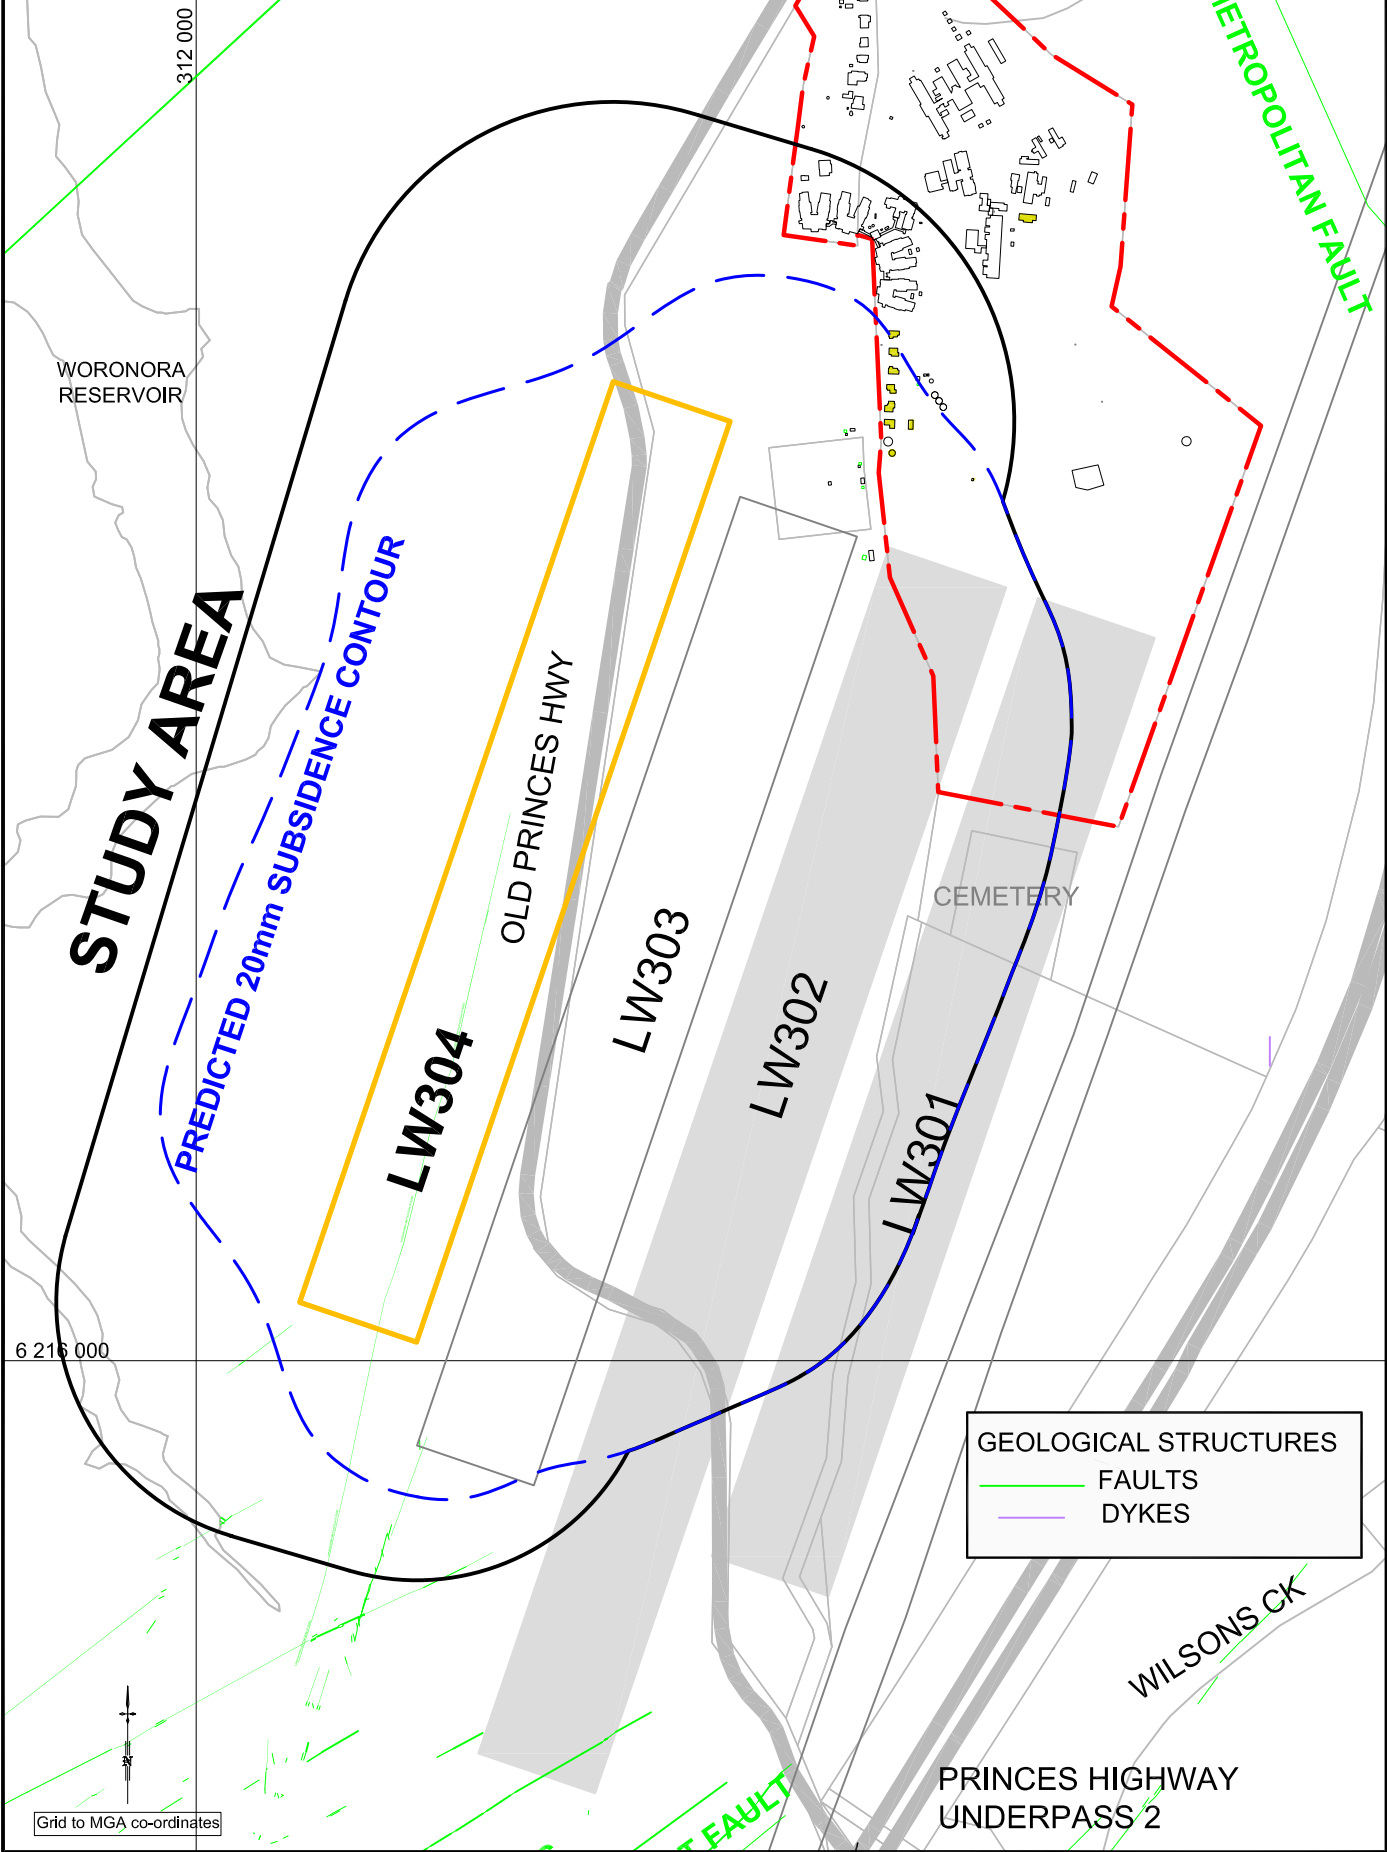 312 000
METROPOLITAN FAULT
WORONORA
RESERVOIR
STUDY AREA
PREDICTED 20mm SUBSIDENCE CONTOUR
OLD PRINCES HWY
LW304
LW303
LW302
LW301
CEMETERY
6 216 000
GEOLOGICAL STRUCTURES
FAULTS
DYKES
WILSONS CK
N
Grid to MGA co-ordinates
FAULT
PRINCES HIGHWAY
UNDERPASS 2